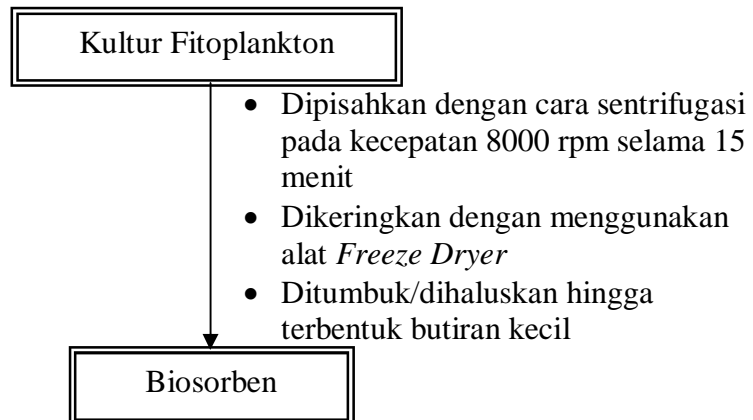 Kultur Fitoplankton
• Dipisahkan dengan cara sentrifugasi
pada kecepatan 8000 rpm selama 15
menit
• Dikeringkan dengan menggunakan
alat Freeze Dryer
• Ditumbuk/dihaluskan hingga
terbentuk butiran kecil
Biosorben